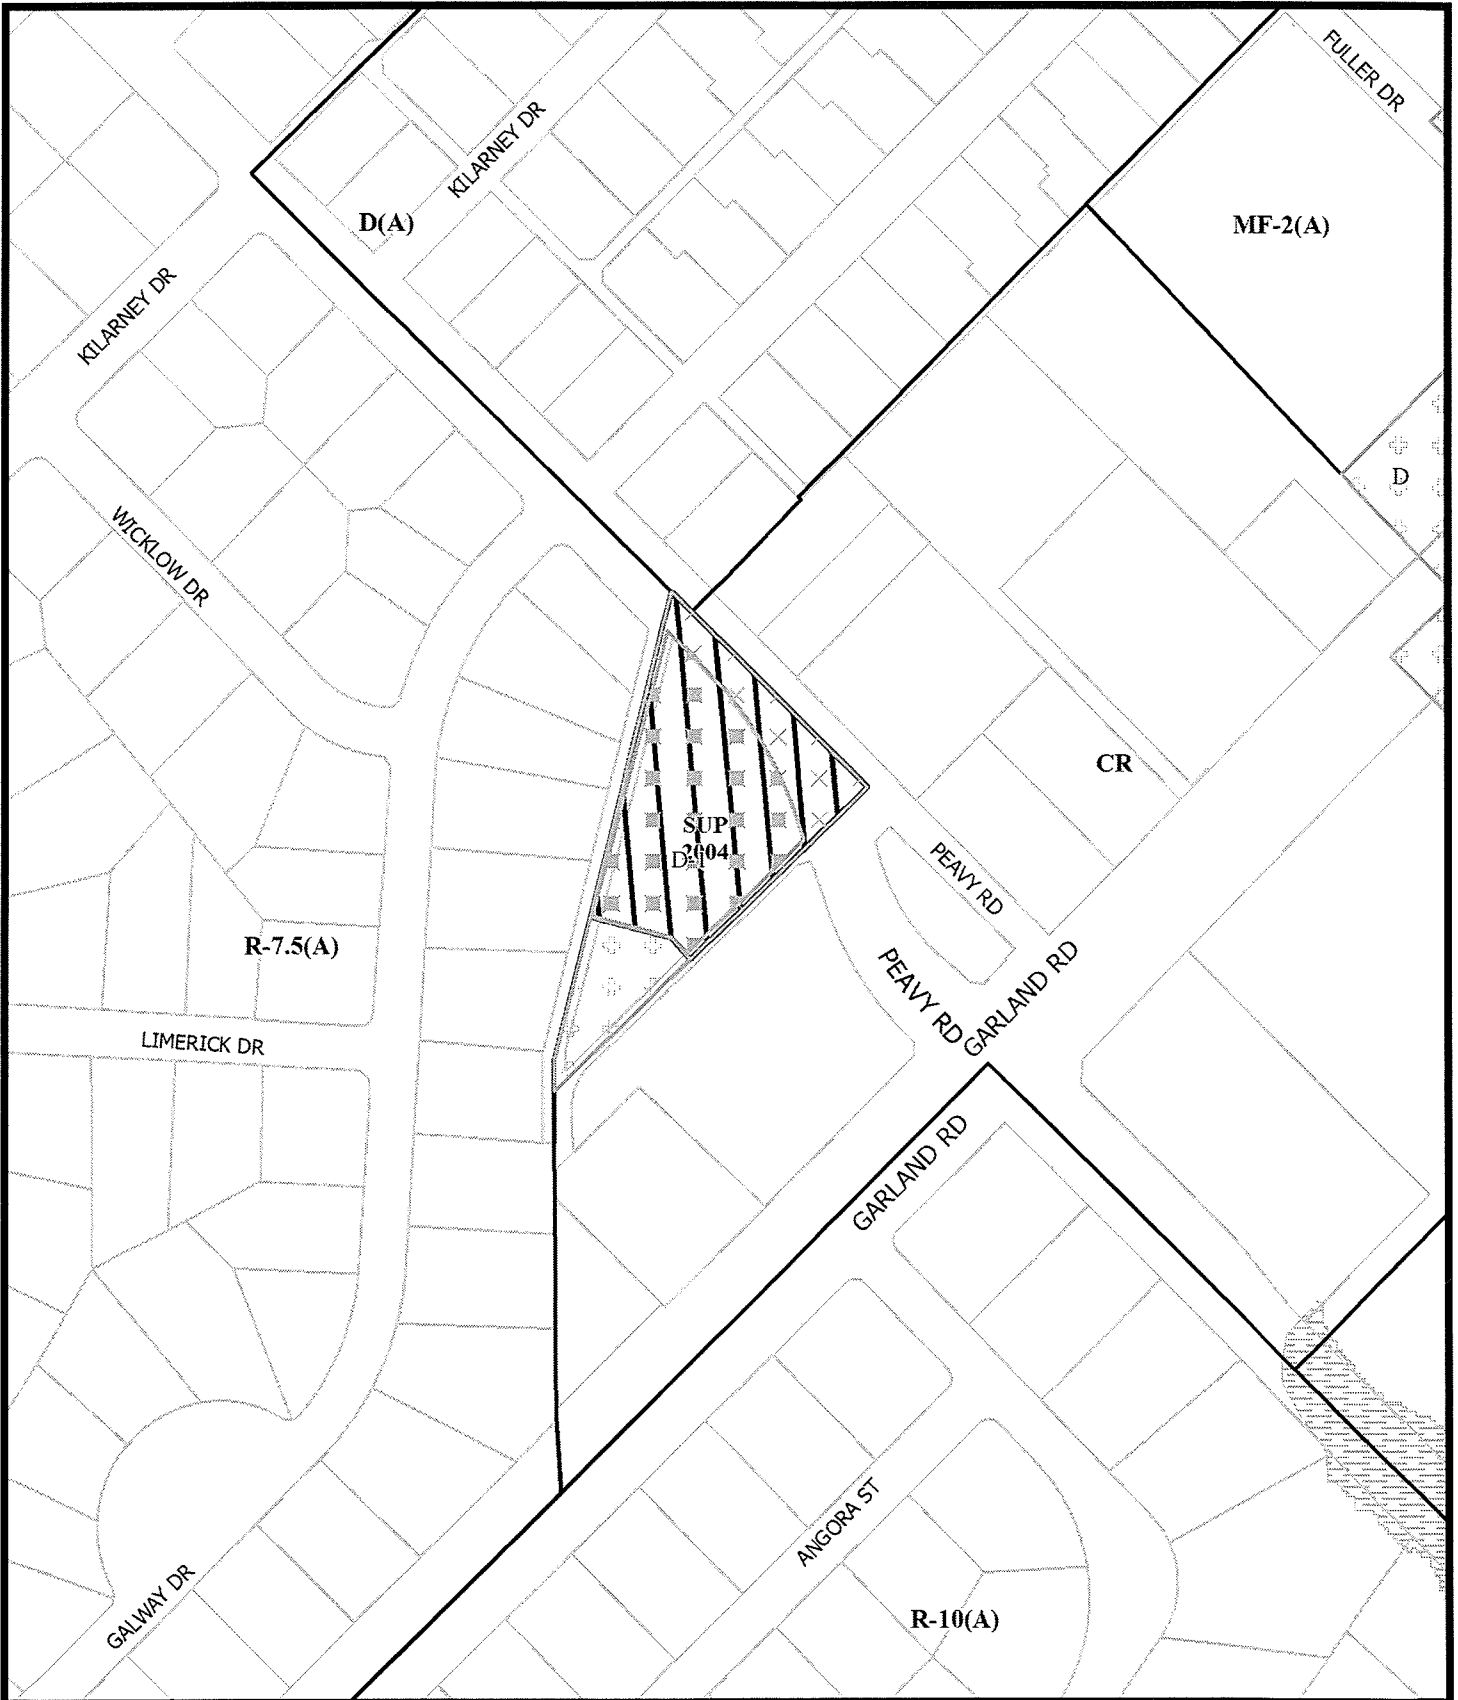 FULLER DR
KILARNEY DR
D(A)
MF-2(A)
KILARNEY DR
D
WICKLOW DR
CR
SUP
2004
D-1
PEAVY RD
R-7.5(A)
PEAVY RD
GARLAND RD
LIMERICK DR
GARLAND RD
ANGORA ST
GALWAY DR
R-10(A)